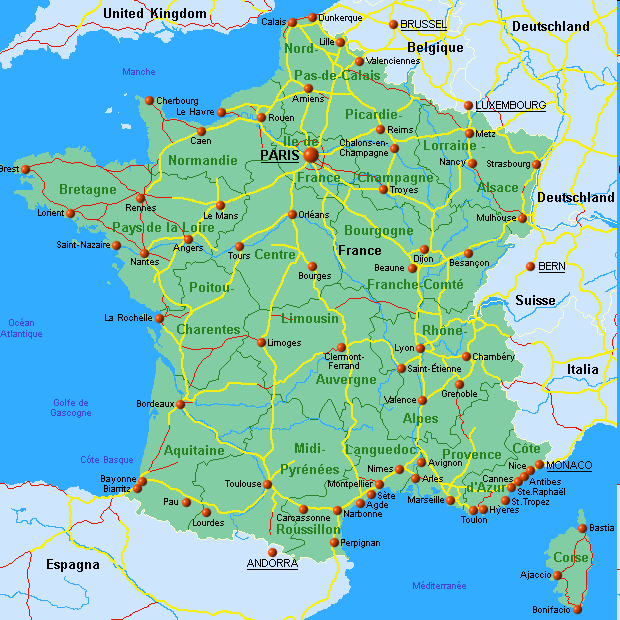 United Kingdom
Dunkerque
Calais
BRUSSEL
Deutschland
Lille
Nord-
Belgique
Valenciennes
Manche
Pas-de-Calais
Amiens
Cherbourg
LUXEMBOURG
Le Havre
Picardie-
Rouen
Reims
Caen
Metz
Ile de
Chalons-en-
Champagne
Lorraine -
PARIS
Normandie
Nancy
Strasbourg
Brest
France
Champagne-
Bretagne
Troyes
Alsace
Deutschland
Rennes
Lorient
Le Mans
Orléans
Mulhouse
Pays de la Loire
Bourgogne
Saint-Nazaire
Angers
Tours
Centre
France
Nantes
Dijon
Besançon
Beaune
BERN
Bourges
Poitou-
Franche-Comté
Suisse
La Rochelle
Limousin
Océan
Atlantique
Charentes
Rhône-
Limoges
Lyon
Clermont-
Ferrand
Chambéry
Saint-Étienne
Italia
Auvergne
Grenoble
Golfe de
Gascogne
Bordeaux
Valence
Alpes
Aquitaine
Midi-
Pyrénées
Languedoc
Provence
Côte
Côte Basque
Avignon
Nice
MONACO
Nimes
Bayonne
Biarritz
Toulouse
Montpellier
Arles
Cannes
Antibes
d'Azur
Ste.Raphaël
Sète
Pau
Agde
Marseille
St.Tropez
Lourdes
Carcassonne
Narbonne
Hyères
Toulon
Roussillon
Bastia
Perpignan
Espagna
ANDORRA
Corse
Ajaccio
Méditerranée
Bonifacio